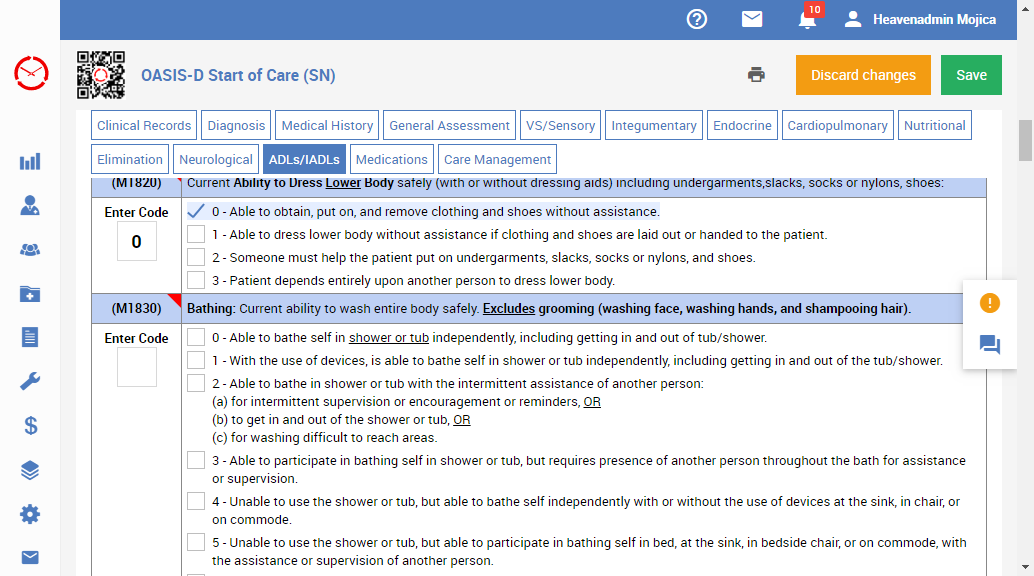 10
Heavenadmin Mojica
OASIS-D Start of Care (SN)
Discard changes
Save
Clinical Records
Diagnosis
Medical History
General Assessment
VS/Sensory
Integumentary
Endocrine
Cardiopulmonary
Nutritional
Elimination
Neurological
ADLs/IADLs
Medications
Care Management
(M1820)
Current Ability to Dress Lower Body safely (with or without dressing aids) including undergarments,slacks, socks or nylons, shoes:
Enter Code
0
0 - Able to obtain, put on, and remove clothing and shoes without assistance.
1 - Able to dress lower body without assistance if clothing and shoes are laid out or handed to the patient.
2 - Someone must help the patient put on undergarments, slacks, socks or nylons, and shoes.
3 - Patient depends entirely upon another person to dress lower body.
(M1830)
Bathing: Current ability to wash entire body safely. Excludes grooming (washing face, washing hands, and shampooing hair).
Enter Code
0 - Able to bathe self in shower or tub independently, including getting in and out of tub/shower.
1 - With the use of devices, is able to bathe self in shower or tub independently, including getting in and out of the tub/shower.
2 - Able to bathe in shower or tub with the intermittent assistance of another person:
(a) for intermittent supervision or encouragement or reminders, OR
(b) to get in and out of the shower or tub, OR
(c) for washing difficult to reach areas.
3 - Able to participate in bathing self in shower or tub, but requires presence of another person throughout the bath for assistance
or supervision.
4 - Unable to use the shower or tub, but able to bathe self independently with or without the use of devices at the sink, in chair, or
on commode.
5 - Unable to use the shower or tub, but able to participate in bathing self in bed, at the sink, in bedside chair, or on commode, with
the assistance or supervision of another person.